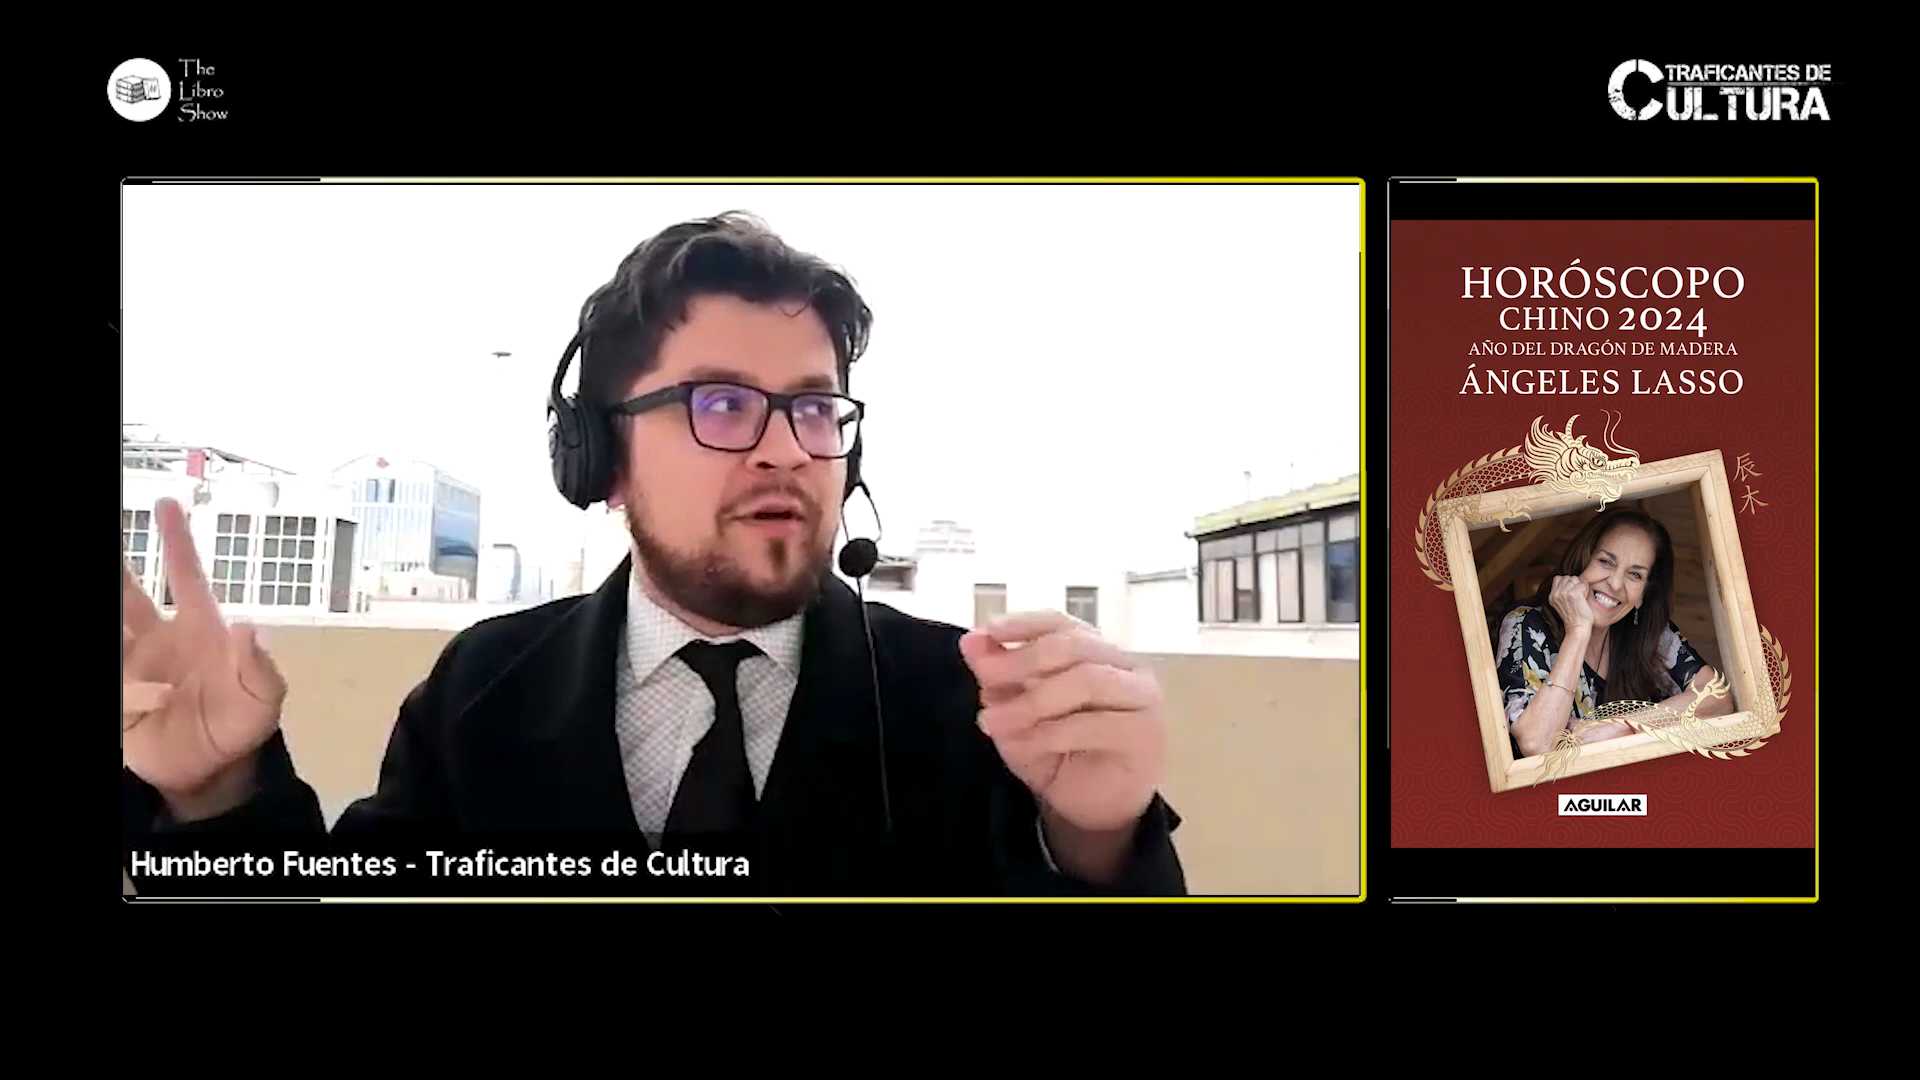 The
Libro
Show
TRAFICANTES DE
CULTURA
Humberto Fuentes - Traficantes de Cultura
HORÓSCOPO
CHINO 2024
AÑO DEL DRAGÓN DE MADERA
ÁNGELES LASSO
辰
木
AGUILAR